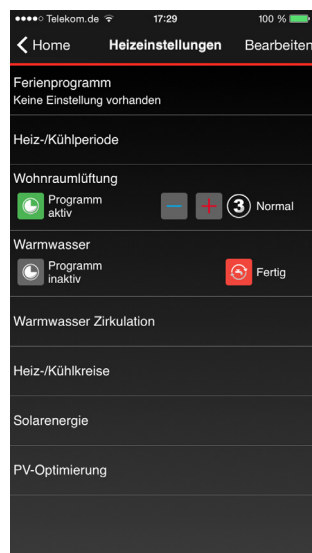 Telekom.de 17:29 100 %
Home Heizeinstellungen Bearbeiten
Ferienprogramm
Keine Einstellung vorhanden
Heiz-/Kühlperiode
Wohnraumlüftung
Programm
aktiv
3 Normal
Warmwasser
Programm
inaktiv
Fertig
Warmwasser Zirkulation
Heiz-/Kühlkreise
Solarenergie
PV-Optimierung